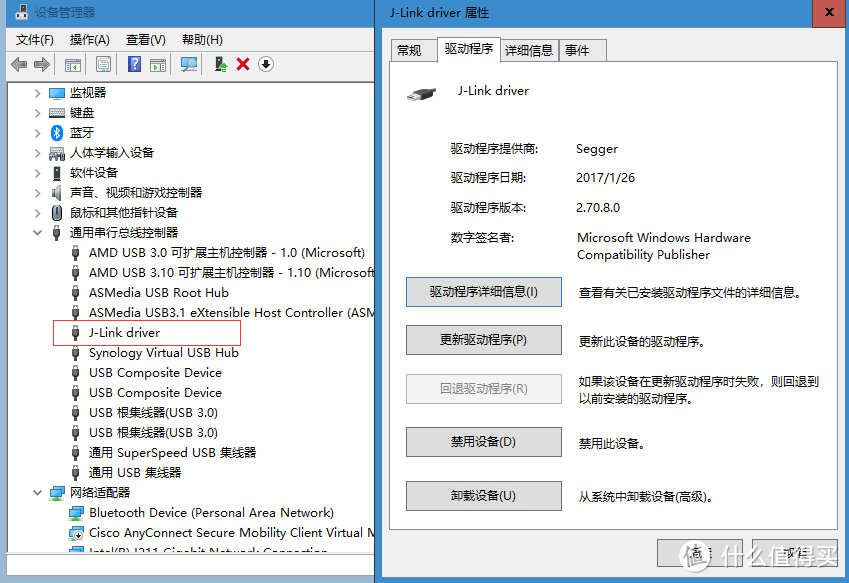 设备管理器
文件(F) 操作(A) 查看(V) 帮助(H)
监视器
键盘
蓝牙
人体学输入设备
软件设备
声音、视频和游戏控制器
鼠标和其他指针设备
通用串行总线控制器
AMD USB 3.0 可扩展主机控制器 - 1.0 (Microsoft)
AMD USB 3.10 可扩展主机控制器 - 1.10 (Microsoft
ASMedia USB Root Hub
ASMedia USB3.1 eXtensible Host Controller (ASM
J-Link driver
Synology Virtual USB Hub
USB Composite Device
USB Composite Device
USB 根集线器(USB 3.0)
USB 根集线器(USB 3.0)
通用 SuperSpeed USB 集线器
通用 USB 集线器
网络适配器
Bluetooth Device (Personal Area Network)
Cisco AnyConnect Secure Mobility Client Virtual M
Intel(R) I211 Gigabit Network Connection
J-Link driver 属性
常规 驱动程序 详细信息 事件
J-Link driver
驱动程序提供商: Segger
驱动程序日期: 2017/1/26
驱动程序版本: 2.70.8.0
数字签名者: Microsoft Windows Hardware
Compatibility Publisher
驱动程序详细信息(I) 查看有关已安装驱动程序文件的详细信息。
更新驱动程序(P) 更新此设备的驱动程序。
回退驱动程序(R) 如果该设备在更新驱动程序时失败，则回退到
以前安装的驱动程序。
禁用设备(D) 禁用此设备。
卸载设备(U) 从系统中卸载设备(高级)。
值 什么值得买